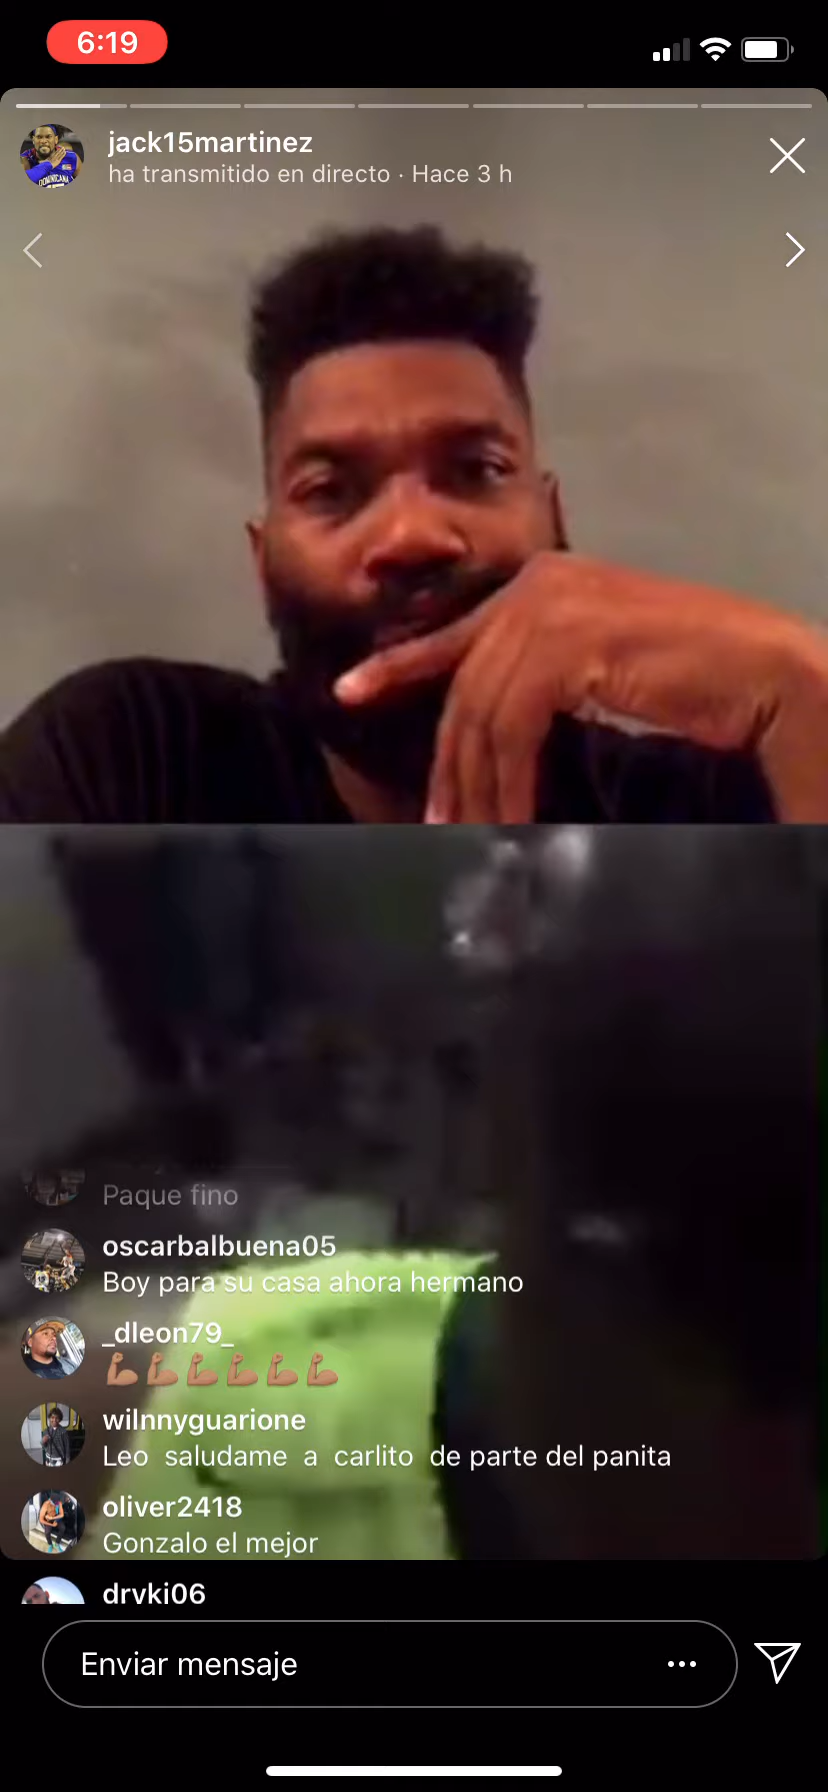 6:19
jack15martinez
ha transmitido en directo · Hace 3 h
Paque fino
oscarbalbuena05
Boy para su casa ahora hermano
_dleon79_
💪🏽💪🏽💪🏽💪🏽💪🏽💪🏽
wilnnyguarione
Leo saludame a carlito de parte del panita
oliver2418
Gonzalo el mejor
drvki06
Enviar mensaje